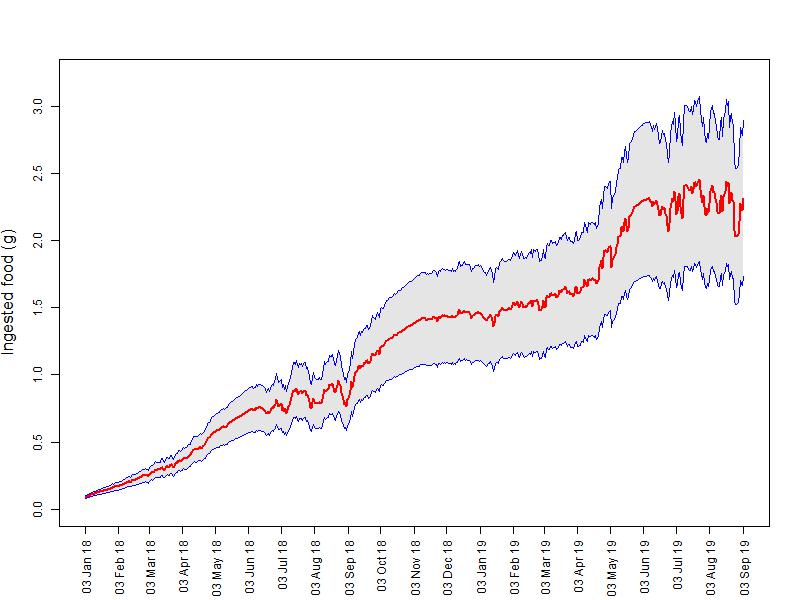 Ingested food (g)
3.0
2.5
2.0
1.5
1.0
0.5
0.0
03 Jan 18
03 Feb 18
03 Mar 18
03 Apr 18
03 May 18
03 Jun 18
03 Jul 18
03 Aug 18
03 Sep 18
03 Oct 18
03 Nov 18
03 Dec 18
03 Jan 19
03 Feb 19
03 Mar 19
03 Apr 19
03 May 19
03 Jun 19
03 Jul 19
03 Aug 19
03 Sep 19